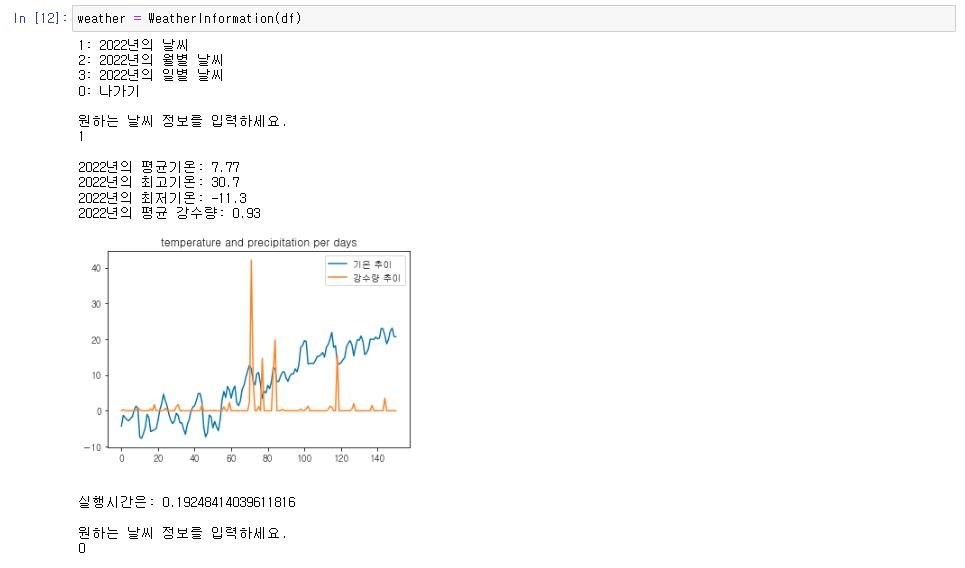 In [12]: weather = WeatherInformation(df)
1: 2022년의 날씨
2: 2022년의 월별 날씨
3: 2022년의 일별 날씨
0: 나가기
원하는 날씨 정보를 입력하세요.
1
2022년의 평균기온: 7.77
2022년의 최고기온: 30.7
2022년의 최저기온: -11.3
2022년의 평균 강수량: 0.93
temperature and precipitation per days
기온 추이
강수량 추이
40
30
20
10
0
-10
0 20 40 60 80 100 120 140
실행시간은: 0.19248414039611816
원하는 날씨 정보를 입력하세요.
0